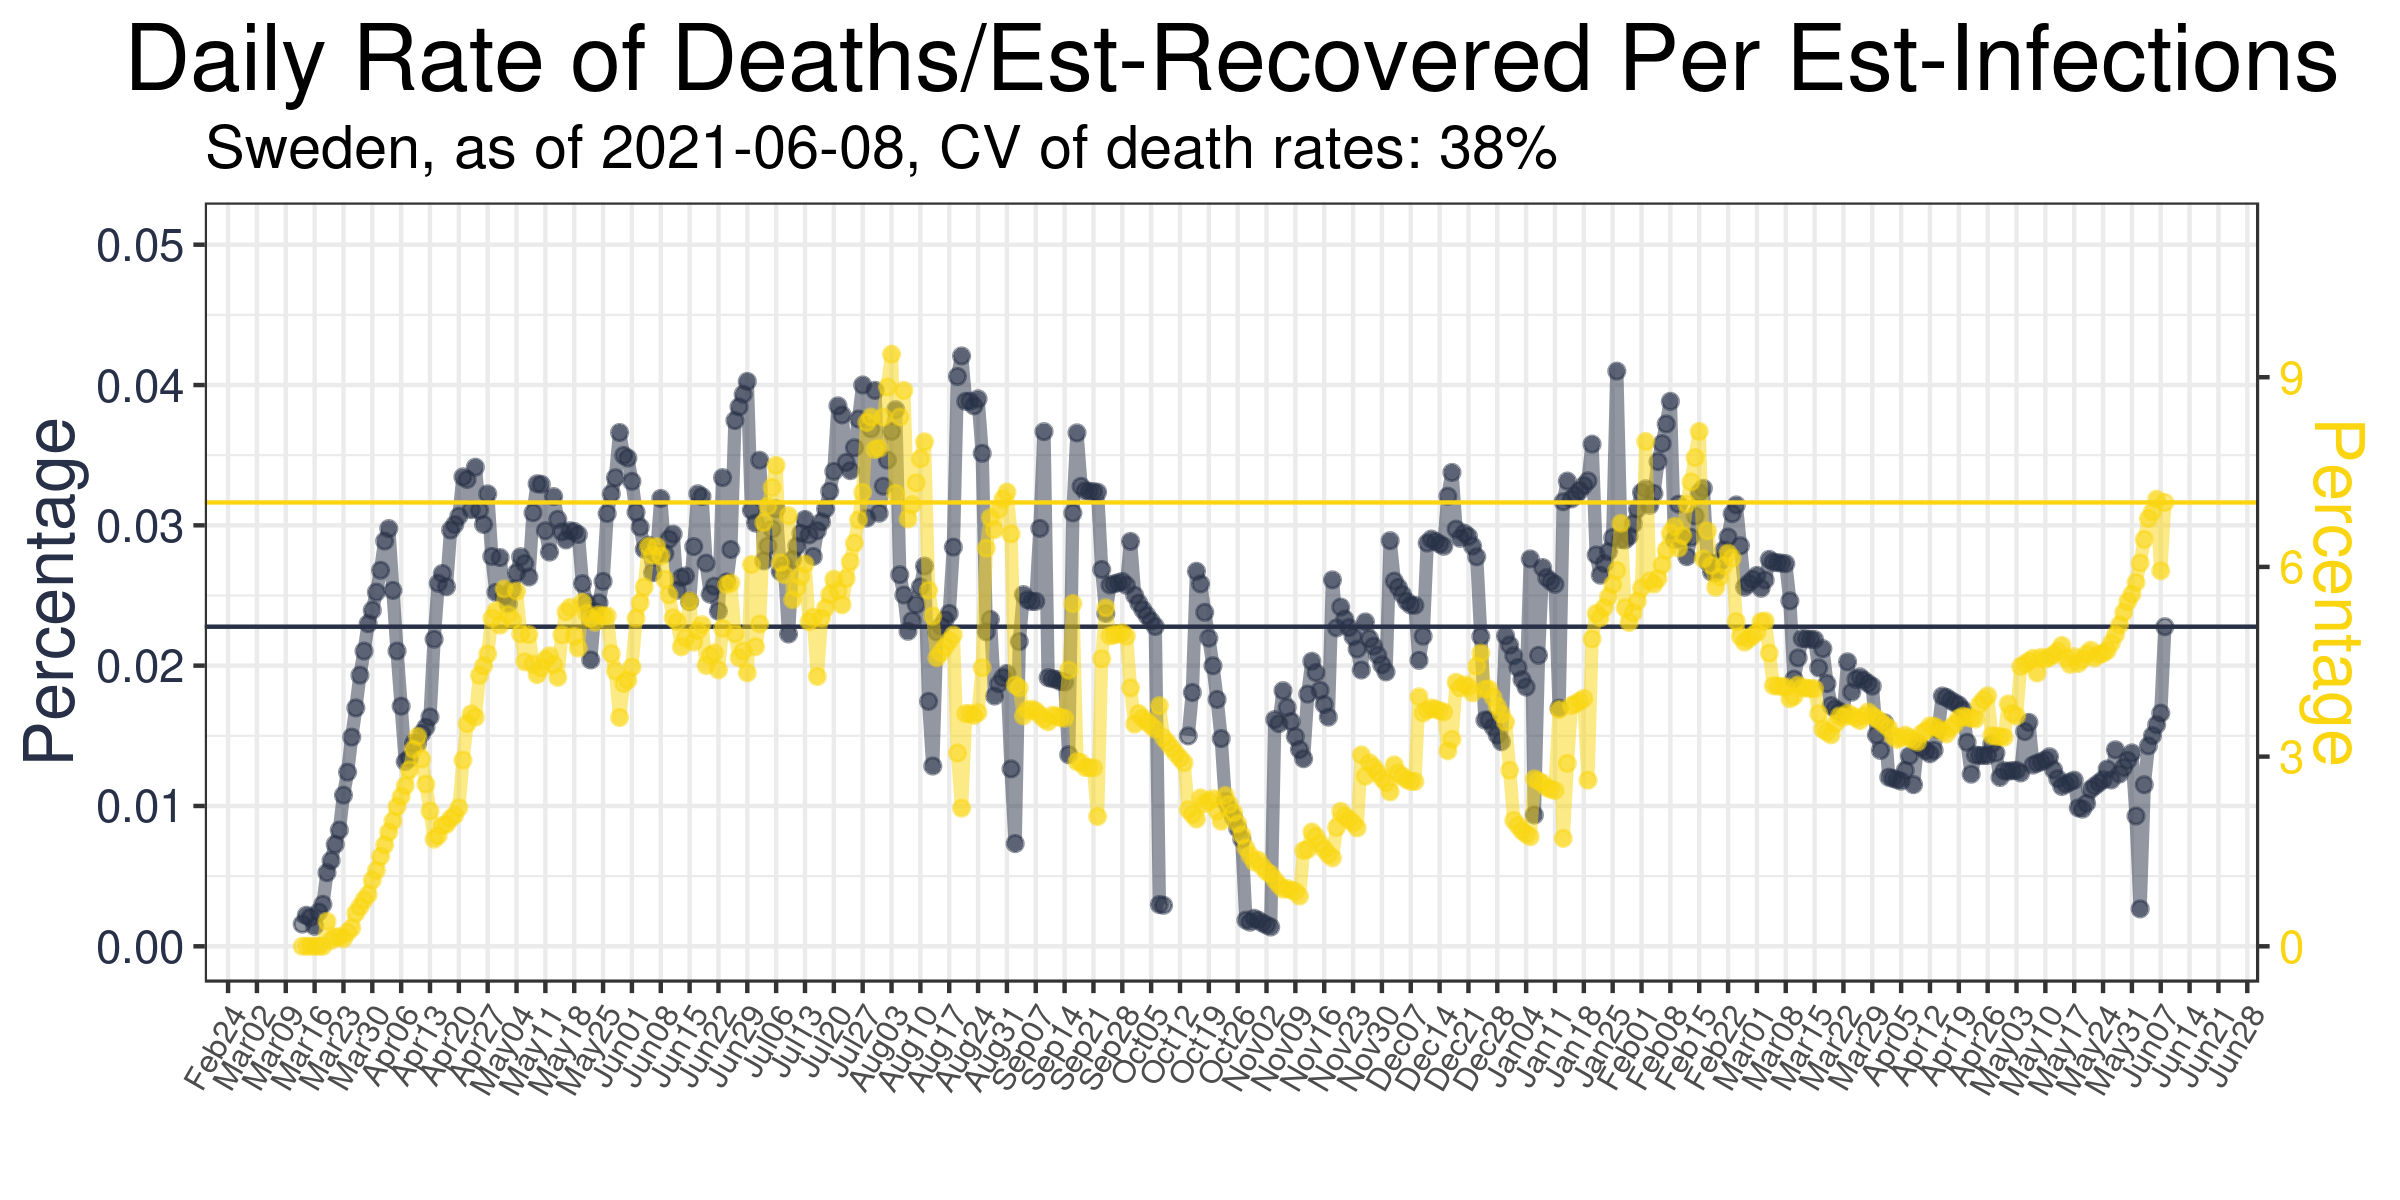 Daily Rate of Deaths/Est-Recovered Per Est-Infections
Sweden, as of 2021-06-08, CV of death rates: 38%
Percentage
0.05
0.04
0.03
0.02
0.01
0.00
9
6
3
0
Percentage
Feb24
Mar02
Mar09
Mar16
Mar23
Mar30
Apr06
Apr13
Apr20
Apr27
May04
May11
May18
May25
Jun01
Jun08
Jun15
Jun22
Jun29
Jul06
Jul13
Jul20
Jul27
Aug03
Aug10
Aug17
Aug24
Aug31
Sep07
Sep14
Sep21
Sep28
Oct05
Oct12
Oct19
Oct26
Nov02
Nov09
Nov16
Nov23
Nov30
Dec07
Dec14
Dec21
Dec28
Jan04
Jan11
Jan18
Jan25
Feb01
Feb08
Feb15
Feb22
Mar01
Mar08
Mar15
Mar22
Mar29
Apr05
Apr12
Apr19
Apr26
May03
May10
May17
May24
May31
Jun07
Jun14
Jun21
Jun28